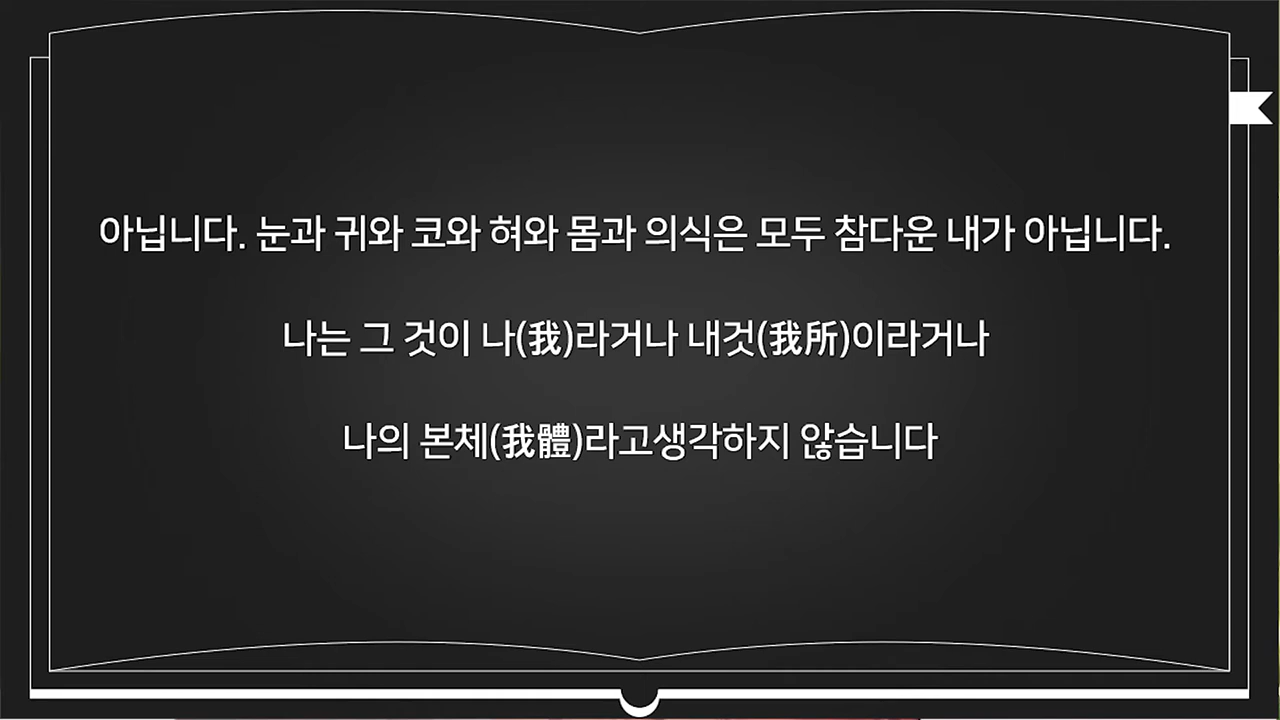 아닙니다. 눈과 귀와 코와 혀와 몸과 의식은 모두 참다운 내가 아닙니다.
나는 그 것이 나(我)라거나 내것(我所)이라거나
나의 본체(我體)라고생각하지 않습니다